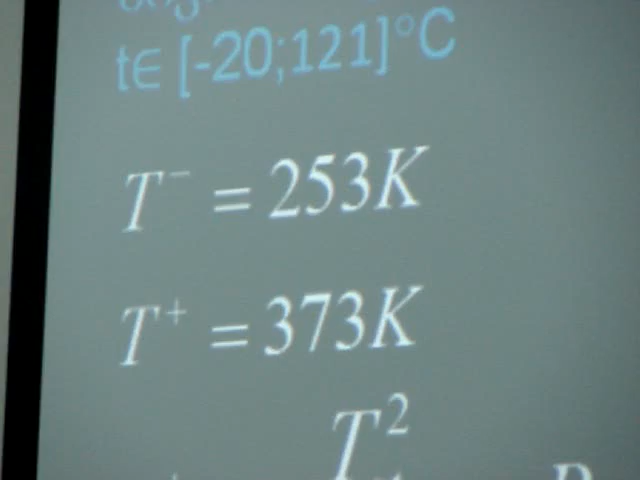 t∈ [-20;121]°C
T⁻ = 253K
T⁺ = 373K
T²